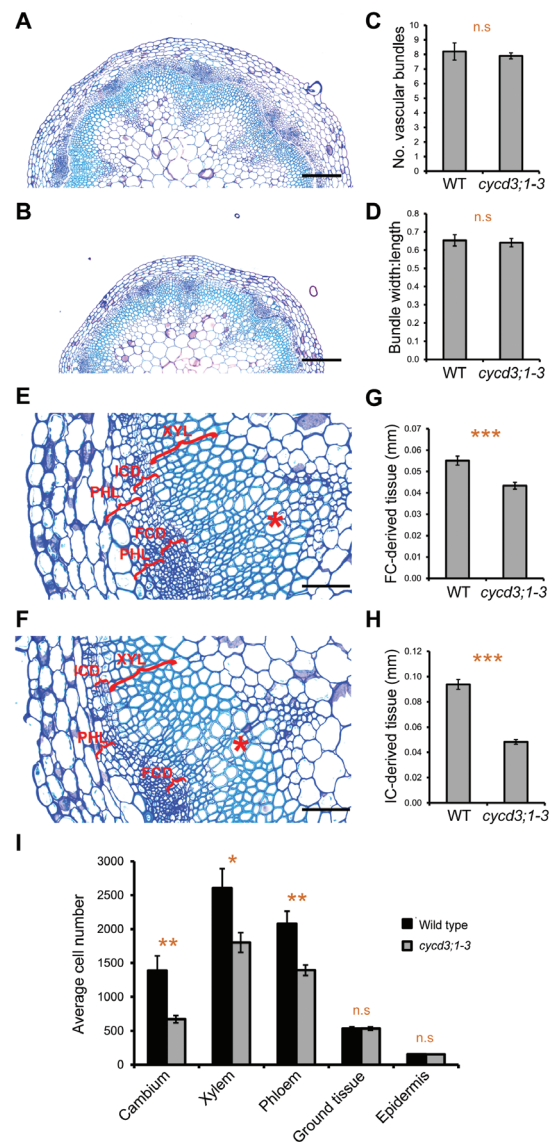 A
B
C
n.s
No. vascular bundles
10
9
8
7
6
5
4
3
2
1
0
WT
cycd3;1-3
D
n.s
Bundle width:length
0.8
0.7
0.6
0.5
0.4
0.3
0.2
0.1
0.0
WT
cycd3;1-3
E
XYL
ICD
PHL
FCD
PHL
*
F
XYL
ICD
PHL
FCD
*
G
***
FC-derived tissue (mm)
0.07
0.06
0.05
0.04
0.03
0.02
0.01
0.00
WT
cycd3;1-3
H
***
IC-derived tissue (mm)
0.12
0.10
0.08
0.06
0.04
0.02
0.00
WT
cycd3;1-3
I
Average cell number
3000
2500
2000
1500
1000
500
0
**
*
**
n.s
n.s
Wild type
cycd3;1-3
Cambium
Xylem
Phloem
Ground tissue
Epidermis